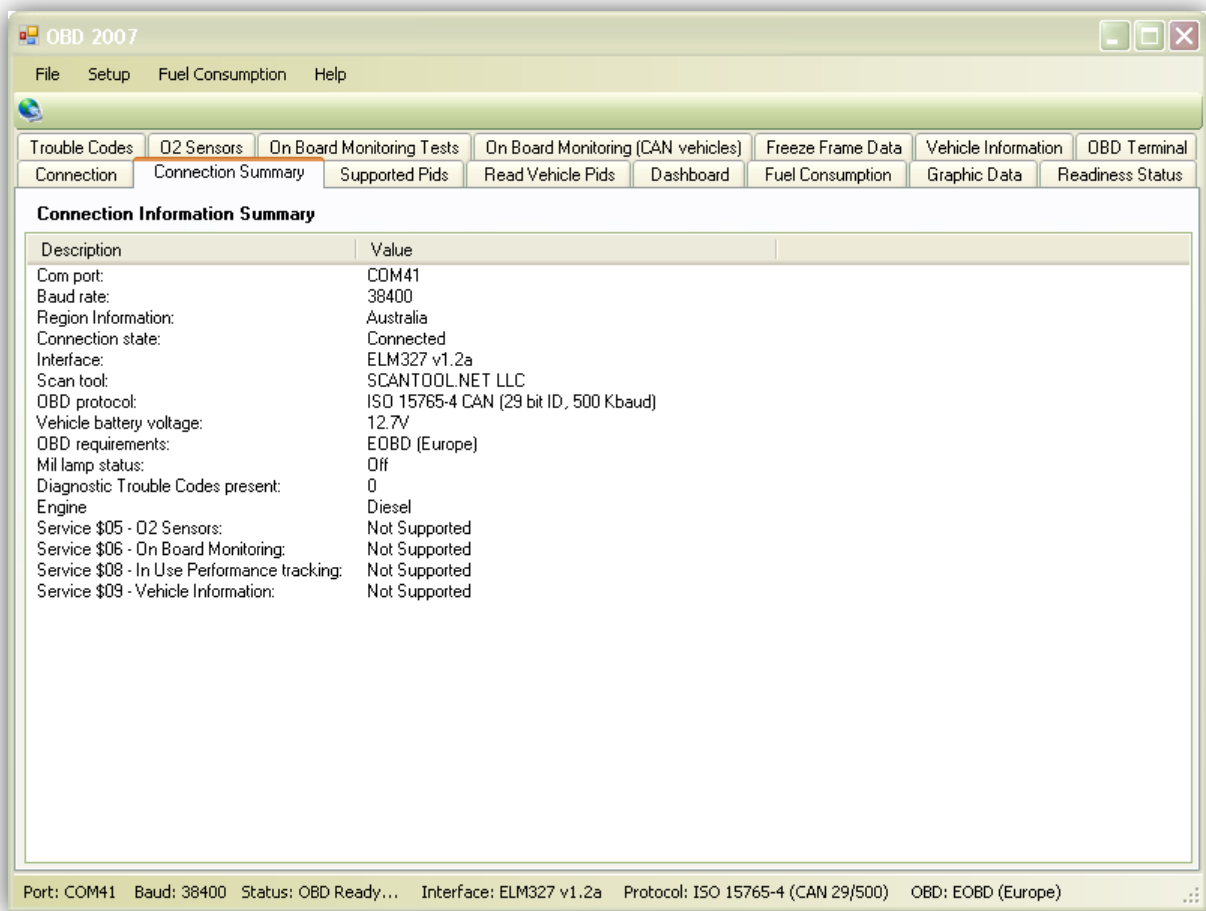 OBD 2007
File Setup Fuel Consumption Help
Trouble Codes O2 Sensors On Board Monitoring Tests On Board Monitoring (CAN vehicles) Freeze Frame Data Vehicle Information OBD Terminal
Connection Connection Summary Supported Pids Read Vehicle Pids Dashboard Fuel Consumption Graphic Data Readiness Status
Connection Information Summary
Description Value
Com port: COM41
Baud rate: 38400
Region Information: Australia
Connection state: Connected
Interface: ELM327 v1.2a
Scan tool: SCANTOOL.NET LLC
OBD protocol: ISO 15765-4 CAN (29 bit ID, 500 Kbaud)
Vehicle battery voltage: 12.7V
OBD requirements: EOBD (Europe)
Mil lamp status: Off
Diagnostic Trouble Codes present: 0
Engine Diesel
Service $05 - O2 Sensors: Not Supported
Service $06 - On Board Monitoring: Not Supported
Service $08 - In Use Performance tracking: Not Supported
Service $09 - Vehicle Information: Not Supported
Port: COM41 Baud: 38400 Status: OBD Ready... Interface: ELM327 v1.2a Protocol: ISO 15765-4 (CAN 29/500) OBD: EOBD (Europe)